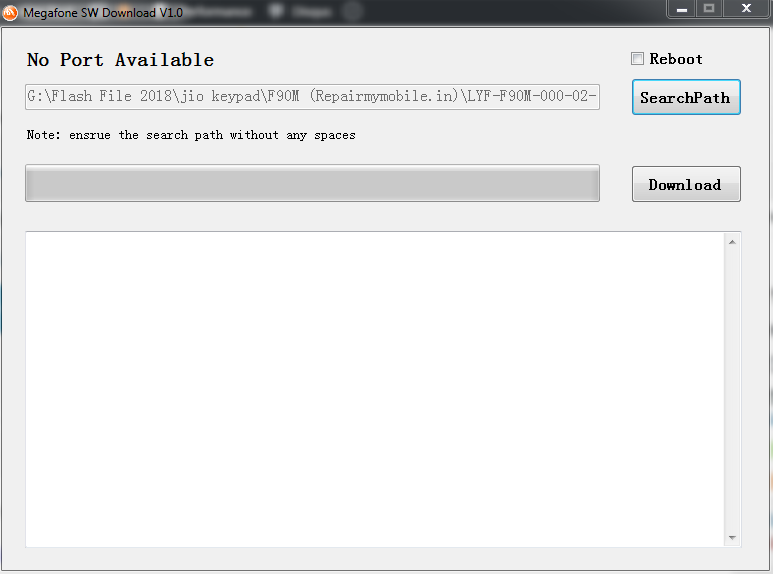 Megafone SW Download V1.0
No Port Available
Reboot
G:\Flash File 2018\jio keypad\F90M (Repairmymobile.in)\LYF-F90M-000-02-
SearchPath
Note: ensrue the search path without any spaces
Download